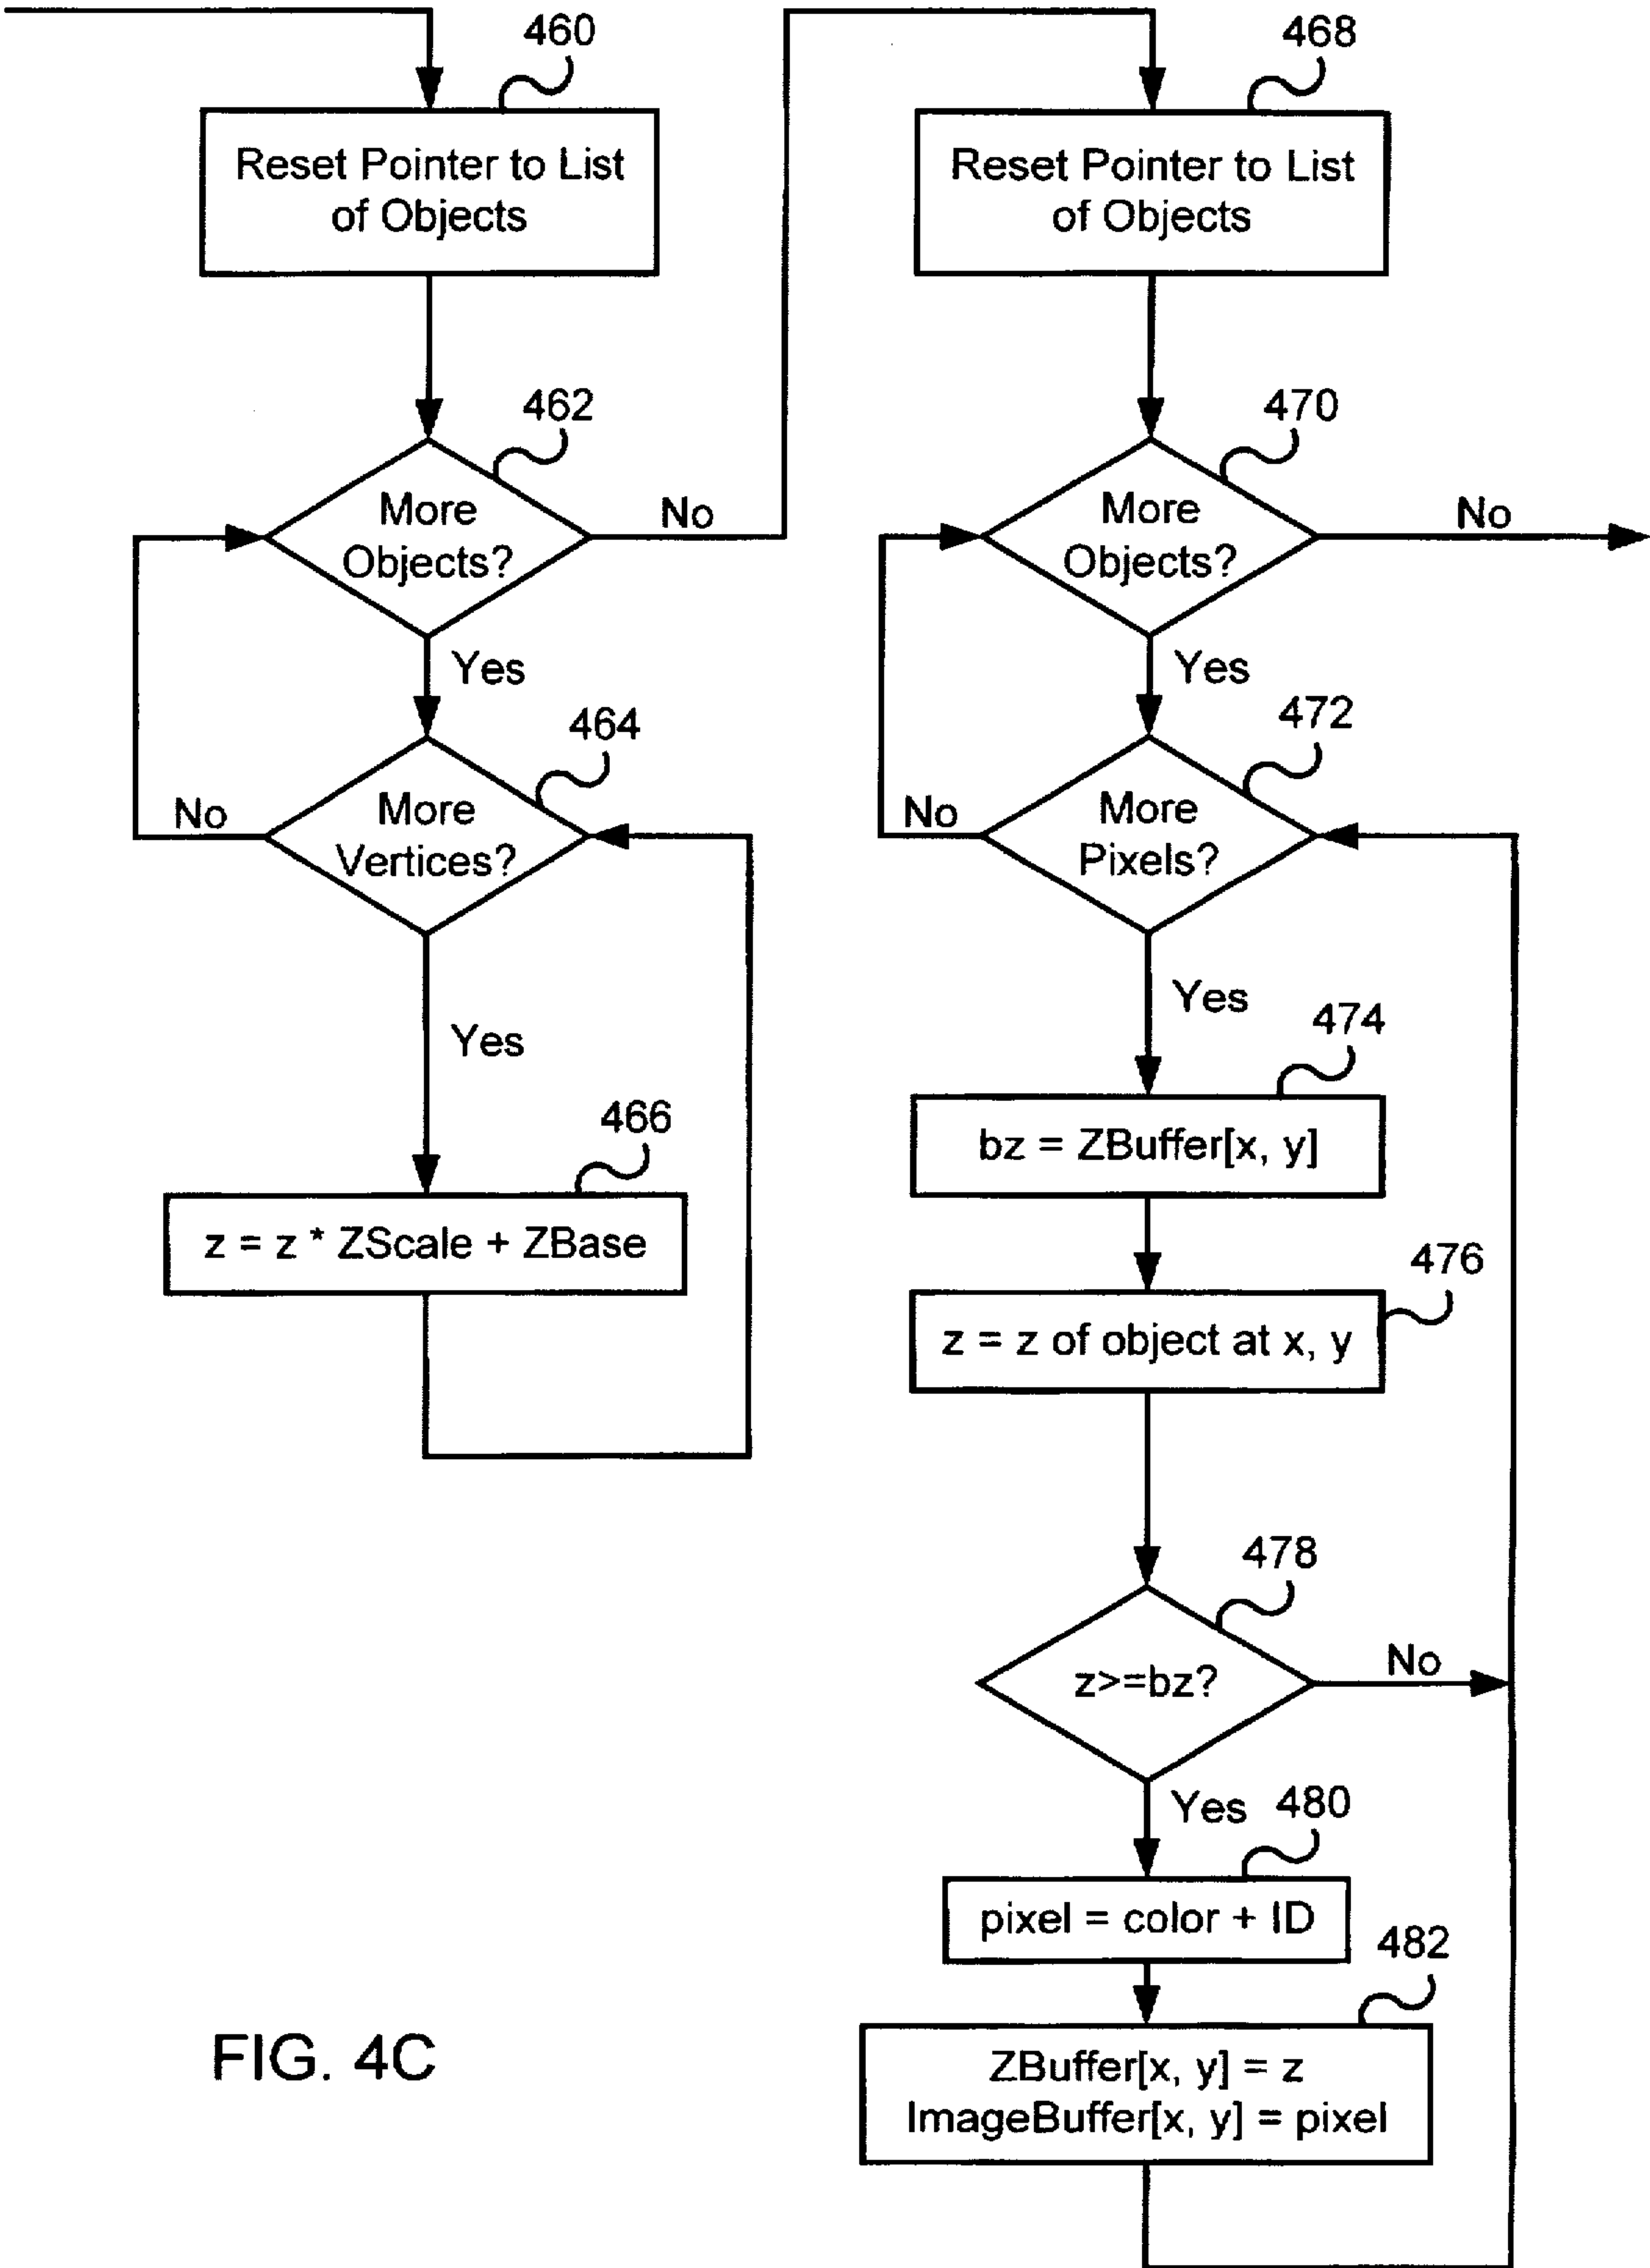 460
Reset Pointer to List
of Objects
462
More
Objects?
No
Yes
464
More
Vertices?
No
Yes
466
z = z * ZScale + ZBase
468
Reset Pointer to List
of Objects
470
More
Objects?
No
Yes
472
More
Pixels?
No
Yes
474
bz = ZBuffer[x, y]
476
z = z of object at x, y
478
z>=bz?
No
Yes
480
pixel = color + ID
482
ZBuffer[x, y] = z
ImageBuffer[x, y] = pixel
FIG. 4C